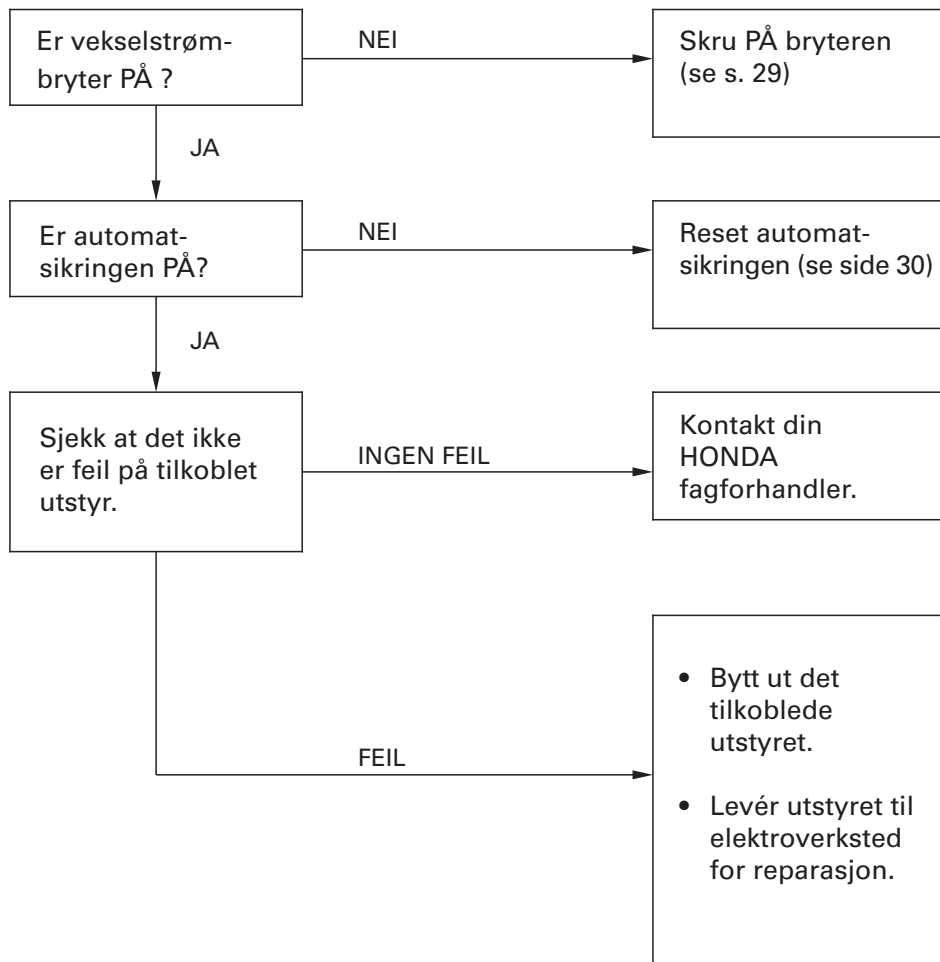 Er vekselstrøm-
bryter PÅ ?
NEI
Skru PÅ bryteren
(se s. 29)
JA
Er automat-
sikringen PÅ?
NEI
Reset automat-
sikringen (se side 30)
JA
Sjekk at det ikke
er feil på tilkoblet
utstyr.
INGEN FEIL
Kontakt din
HONDA
fagforhandler.
FEIL
• Bytt ut det
tilkoblede
utstyret.
• Levér utstyret til
elektroverksted
for reparasjon.